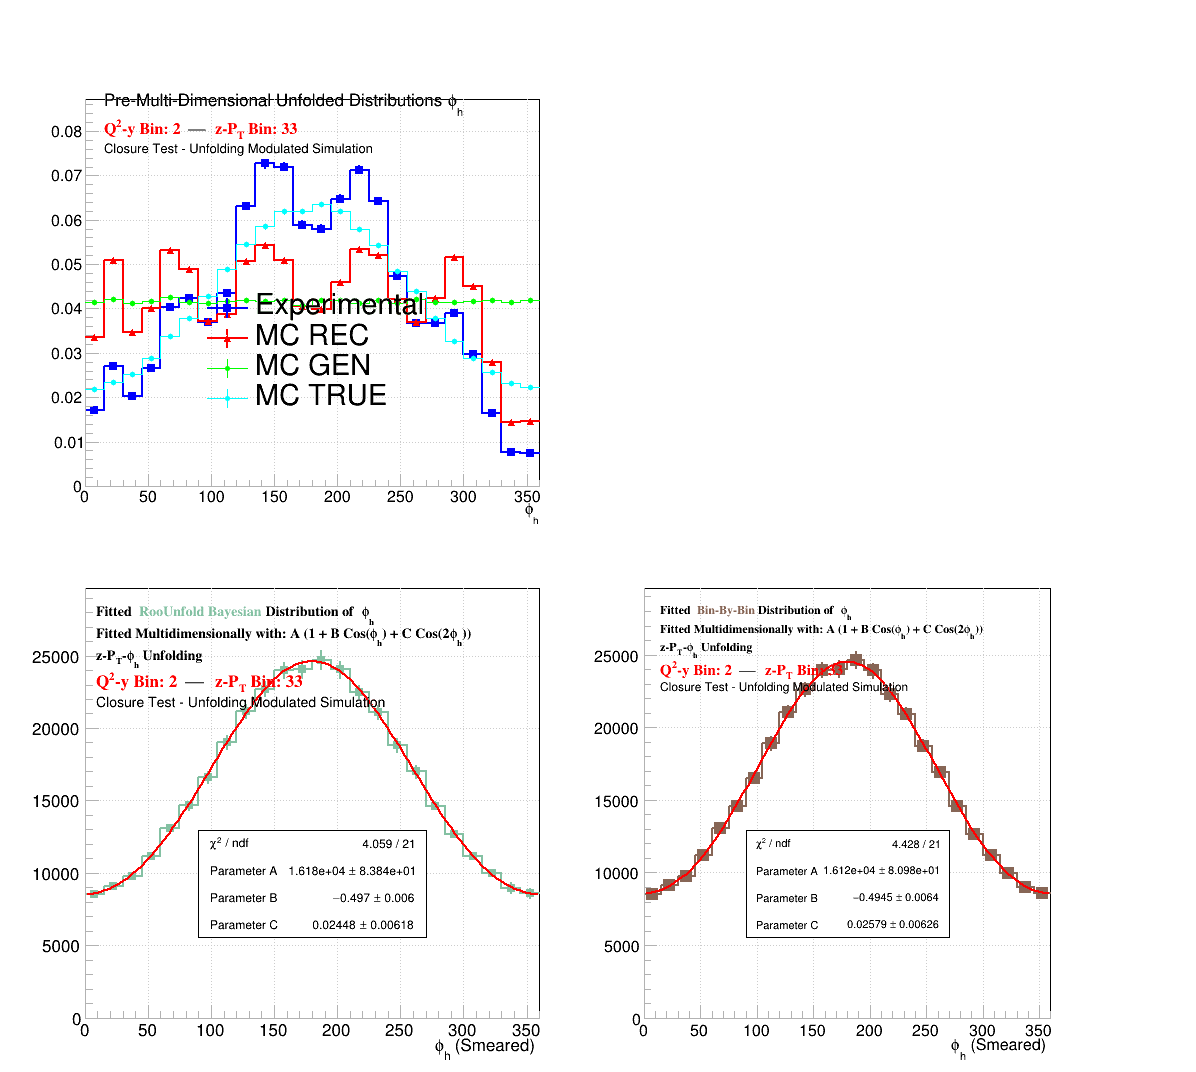 Pre-Multi-Dimensional Unfolded Distributions ϕh
Q²-y Bin: 2 — z-PT Bin: 33
Closure Test - Unfolding Modulated Simulation
0.08
0.07
0.06
0.05
0.04
0.03
0.02
0.01
0
Experimental
MC REC
MC GEN
MC TRUE
0 50 100 150 200 250 300 350
ϕh
Fitted RooUnfold Bayesian Distribution of ϕh
Fitted Multidimensionally with: A (1 + B Cos(ϕh) + C Cos(2ϕh))
z-PT-ϕh Unfolding
Q²-y Bin: 2 — z-PT Bin: 33
Closure Test - Unfolding Modulated Simulation
25000
20000
15000
10000
5000
0
χ² / ndf 4.059 / 21
Parameter A 1.618e+04 ± 8.384e+01
Parameter B −0.497 ± 0.006
Parameter C 0.02448 ± 0.00618
0 50 100 150 200 250 300 350
ϕh (Smeared)
Fitted Bin-By-Bin Distribution of ϕh
Fitted Multidimensionally with: A (1 + B Cos(ϕh) + C Cos(2ϕh))
z-PT-ϕh Unfolding
Q²-y Bin: 2 — z-PT Bin: 33
Closure Test - Unfolding Modulated Simulation
25000
20000
15000
10000
5000
0
χ² / ndf 4.428 / 21
Parameter A 1.612e+04 ± 8.098e+01
Parameter B −0.4945 ± 0.0064
Parameter C 0.02579 ± 0.00626
0 50 100 150 200 250 300 350
ϕh (Smeared)